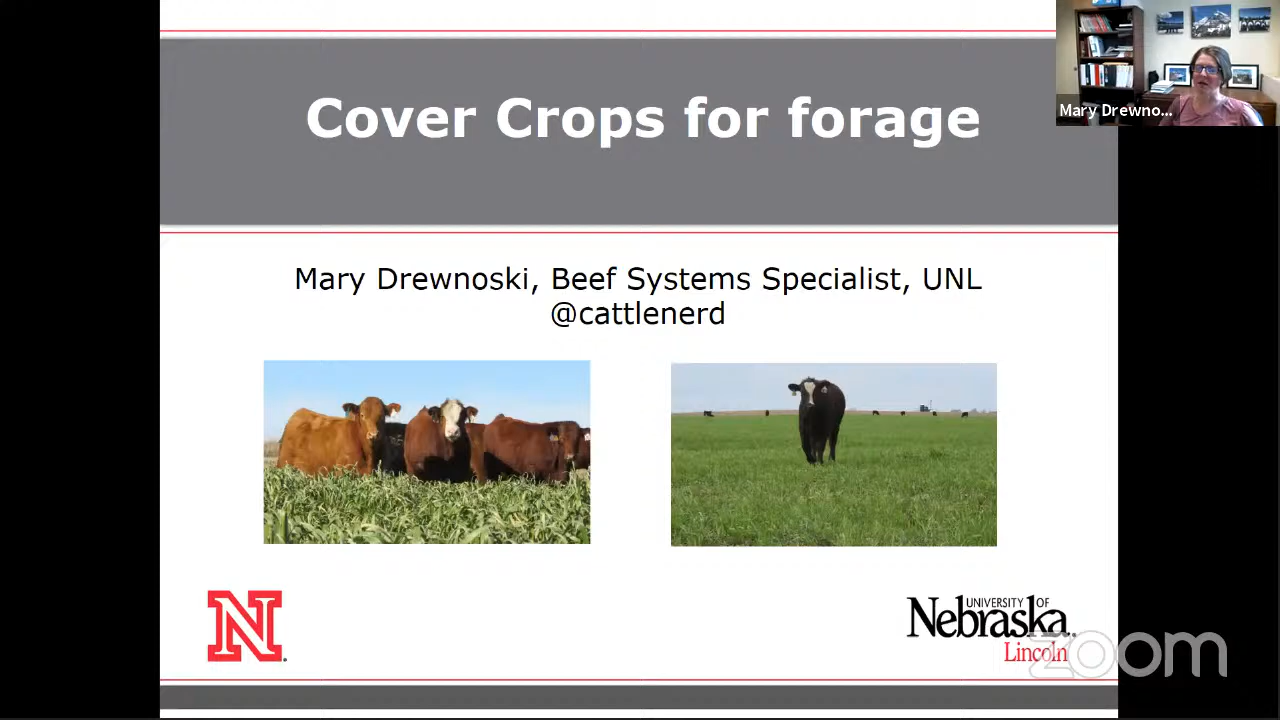 Cover Crops for forage
Mary Drewno...
Mary Drewnoski, Beef Systems Specialist, UNL
@cattlenerd
N
UNIVERSITY OF
Nebraska
Lincoln
zoom